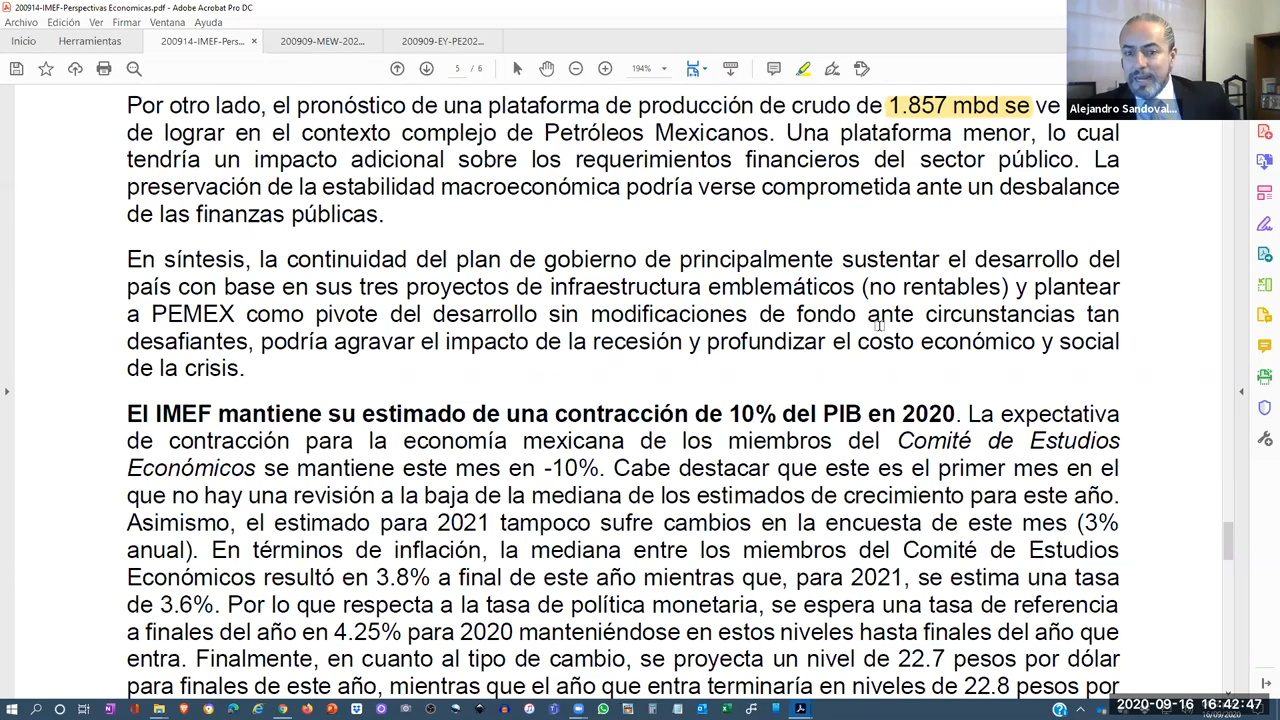 200914-IMEF-Perspectivas Economicas.pdf - Adobe Acrobat Pro DC
Archivo Edición Ver Firmar Ventana Ayuda
Inicio Herramientas 200914-IMEF-Pers... × 200909-MEW-202... 200909-EY-PE202...
5 / 6 194%
Alejandro Sandoval...
Por otro lado, el pronóstico de una plataforma de producción de crudo de 1.857 mbd se ve
de lograr en el contexto complejo de Petróleos Mexicanos. Una plataforma menor, lo cual
tendría un impacto adicional sobre los requerimientos financieros del sector público. La
preservación de la estabilidad macroeconómica podría verse comprometida ante un desbalance
de las finanzas públicas.
En síntesis, la continuidad del plan de gobierno de principalmente sustentar el desarrollo del
país con base en sus tres proyectos de infraestructura emblemáticos (no rentables) y plantear
a PEMEX como pivote del desarrollo sin modificaciones de fondo ante circunstancias tan
desafiantes, podría agravar el impacto de la recesión y profundizar el costo económico y social
de la crisis.
El IMEF mantiene su estimado de una contracción de 10% del PIB en 2020. La expectativa
de contracción para la economía mexicana de los miembros del Comité de Estudios
Económicos se mantiene este mes en -10%. Cabe destacar que este es el primer mes en el
que no hay una revisión a la baja de la mediana de los estimados de crecimiento para este año.
Asimismo, el estimado para 2021 tampoco sufre cambios en la encuesta de este mes (3%
anual). En términos de inflación, la mediana entre los miembros del Comité de Estudios
Económicos resultó en 3.8% a final de este año mientras que, para 2021, se estima una tasa
de 3.6%. Por lo que respecta a la tasa de política monetaria, se espera una tasa de referencia
a finales del año en 4.25% para 2020 manteniéndose en estos niveles hasta finales del año que
entra. Finalmente, en cuanto al tipo de cambio, se proyecta un nivel de 22.7 pesos por dólar
para finales de este año, mientras que el año que entra terminaría en niveles de 22.8 pesos por
2020-09-16 16:42:47